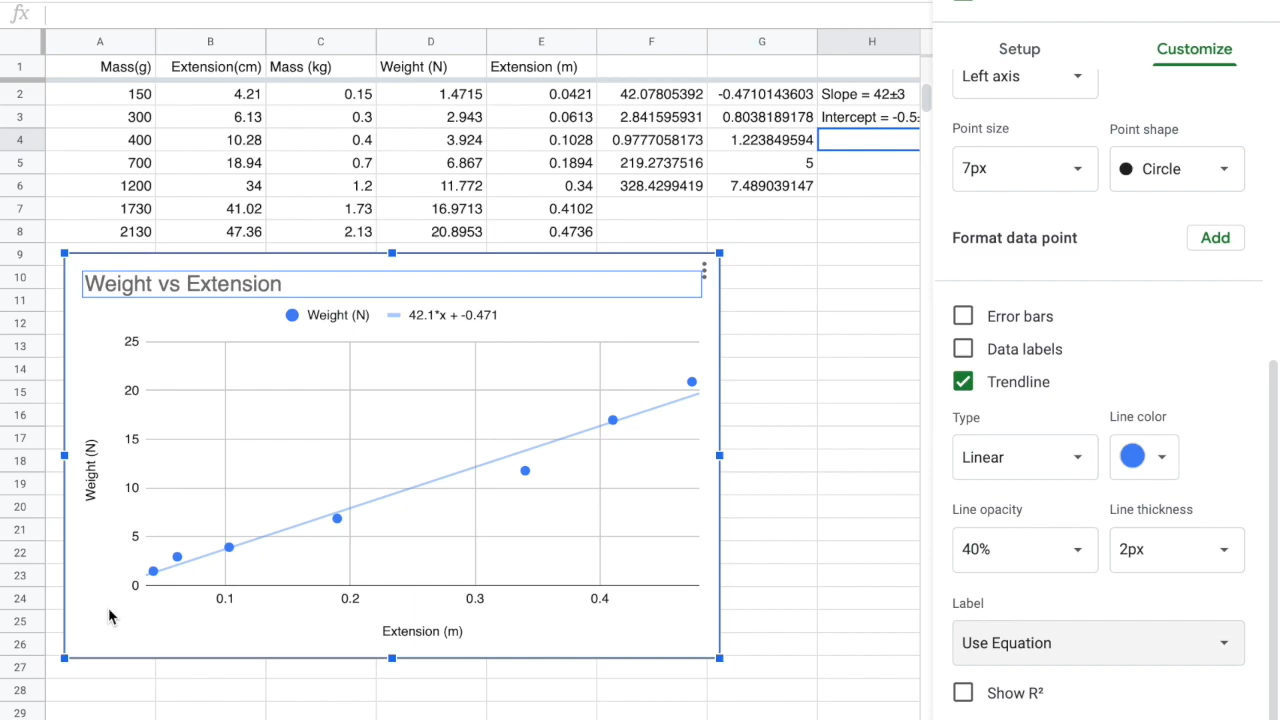 fx
A B C D E F G H
1 Mass(g) Extension(cm) Mass (kg) Weight (N) Extension (m)
2 150 4.21 0.15 1.4715 0.0421 42.07805392 -0.4710143603 Slope = 42±3
3 300 6.13 0.3 2.943 0.0613 2.841595931 0.8038189178 Intercept = -0.5±
4 400 10.28 0.4 3.924 0.1028 0.9777058173 1.223849594
5 700 18.94 0.7 6.867 0.1894 219.2737516 5
6 1200 34 1.2 11.772 0.34 328.4299419 7.489039147
7 1730 41.02 1.73 16.9713 0.4102
8 2130 47.36 2.13 20.8953 0.4736
9
10
11
12
13
14
15
16
17
18
19
20
21
22
23
24
25
26
27
28
29
Weight vs Extension
Weight (N) 42.1*x + -0.471
25
20
15
10
5
0
Weight (N)
0.1 0.2 0.3 0.4
Extension (m)
Setup Customize
Left axis
Point size Point shape
7px Circle
Format data point Add
Error bars
Data labels
Trendline
Type Line color
Linear
Line opacity Line thickness
40% 2px
Label
Use Equation
Show R²